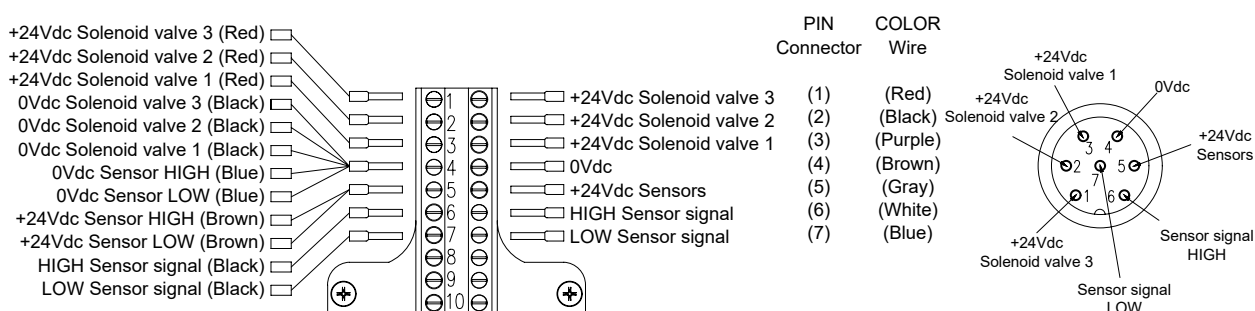 +24Vdc Solenoid valve 3 (Red)
+24Vdc Solenoid valve 2 (Red)
+24Vdc Solenoid valve 1 (Red)
0Vdc Solenoid valve 3 (Black)
0Vdc Solenoid valve 2 (Black)
0Vdc Solenoid valve 1 (Black)
0Vdc Sensor HIGH (Blue)
0Vdc Sensor LOW (Blue)
+24Vdc Sensor HIGH (Brown)
+24Vdc Sensor LOW (Brown)
HIGH Sensor signal (Black)
LOW Sensor signal (Black)
1
2
3
4
5
6
7
8
9
10
PIN COLOR
Connector Wire
+24Vdc Solenoid valve 3 (1) (Red)
+24Vdc Solenoid valve 2 (2) (Black)
+24Vdc Solenoid valve 1 (3) (Purple)
0Vdc (4) (Brown)
+24Vdc Sensors (5) (Gray)
HIGH Sensor signal (6) (White)
LOW Sensor signal (7) (Blue)
+24Vdc
Solenoid valve 1
+24Vdc
Solenoid valve 2
0Vdc
+24Vdc
Sensors
3 4
2 5
7
1 6
+24Vdc
Solenoid valve 3
Sensor signal
HIGH
Sensor signal
LOW